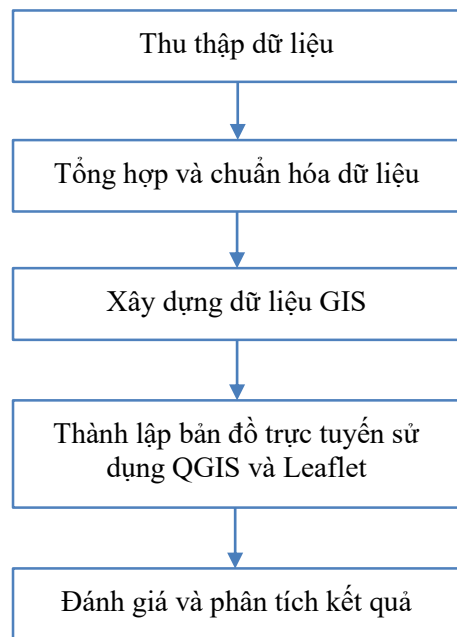 Thu thập dữ liệu
Tổng hợp và chuẩn hóa dữ liệu
Xây dựng dữ liệu GIS
Thành lập bản đồ trực tuyến sử
dụng QGIS và Leaflet
Đánh giá và phân tích kết quả